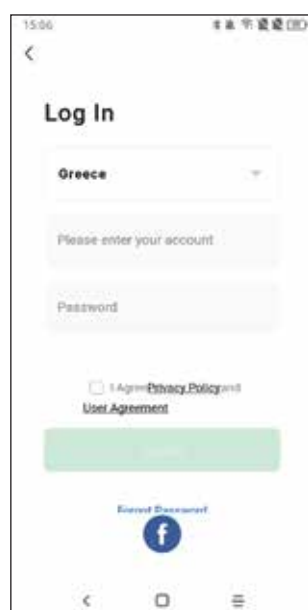 15:06
Log In
Greece
Please enter your account
Password
I Agree Privacy Policy and
User Agreement
Forgot Password
f